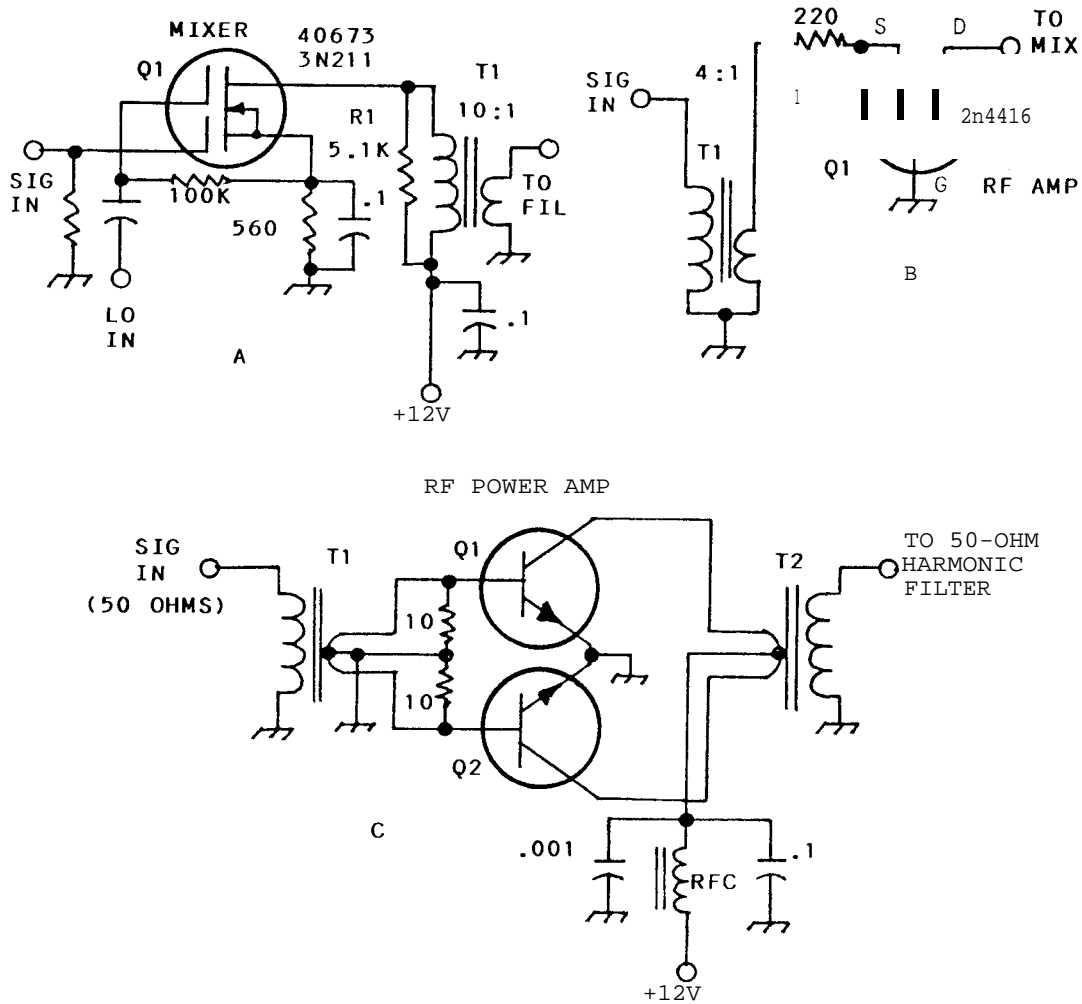 MIXER
40673
3N211
Q1
T1
10:1
R1
5.1K
SIG
IN
100K
560
.1
TO
FIL
LO
IN
A
.1
+12V
SIG
IN
4:1
T1
220
S
D
TO
MIX
1
2n4416
Q1
G
RF AMP
B
RF POWER AMP
SIG
IN
(50 OHMS)
T1
Q1
10
10
Q2
T2
TO 50-OHM
HARMONIC
FILTER
C
.001
RFC
.1
+12V